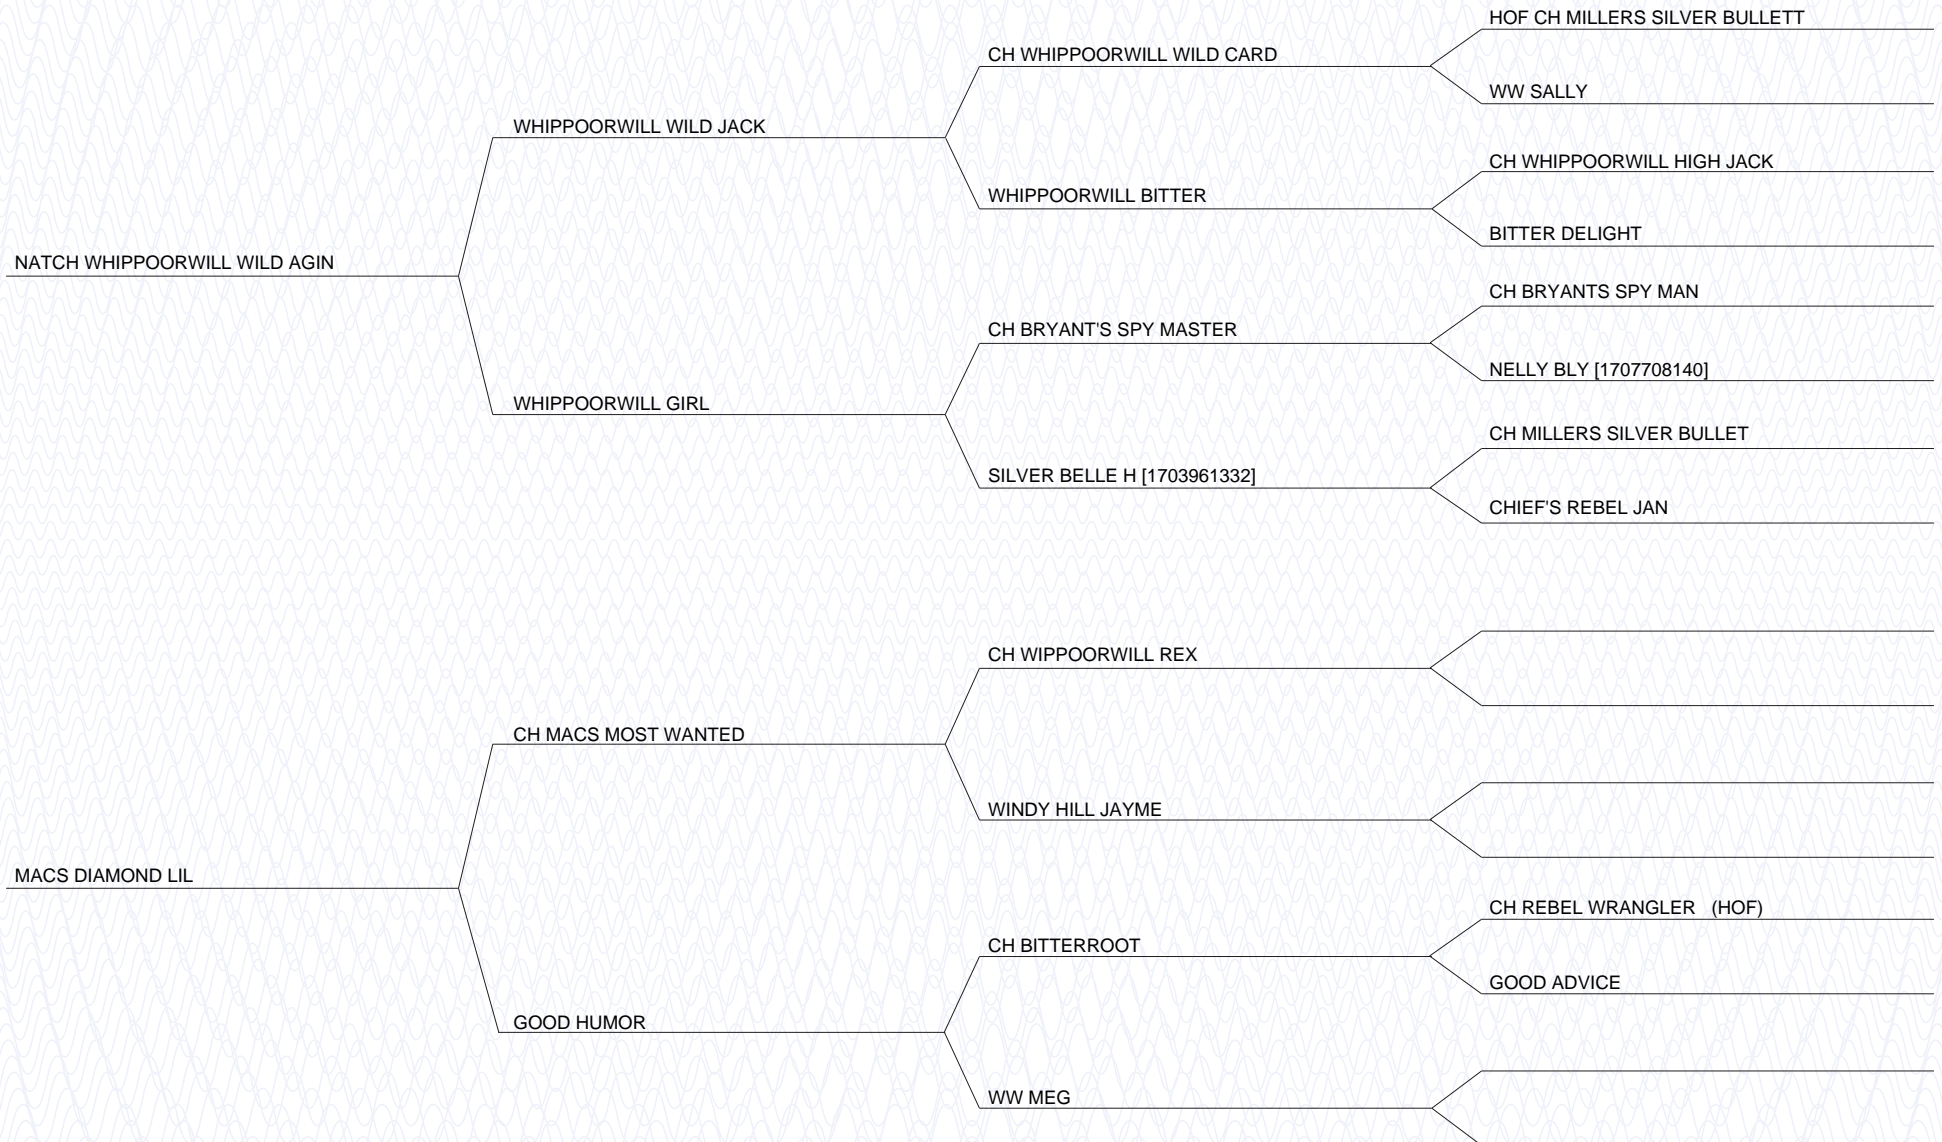 HOF CH MILLERS SILVER BULLETT
CH WHIPPOORWILL WILD CARD
WW SALLY
WHIPPOORWILL WILD JACK
CH WHIPPOORWILL HIGH JACK
WHIPPOORWILL BITTER
BITTER DELIGHT
NATCH WHIPPOORWILL WILD AGIN
CH BRYANTS SPY MAN
CH BRYANT'S SPY MASTER
NELLY BLY [1707708140]
WHIPPOORWILL GIRL
CH MILLERS SILVER BULLET
SILVER BELLE H [1703961332]
CHIEF'S REBEL JAN
CH WIPPOORWILL REX
CH MACS MOST WANTED
WINDY HILL JAYME
MACS DIAMOND LIL
CH REBEL WRANGLER (HOF)
CH BITTERROOT
GOOD ADVICE
GOOD HUMOR
WW MEG